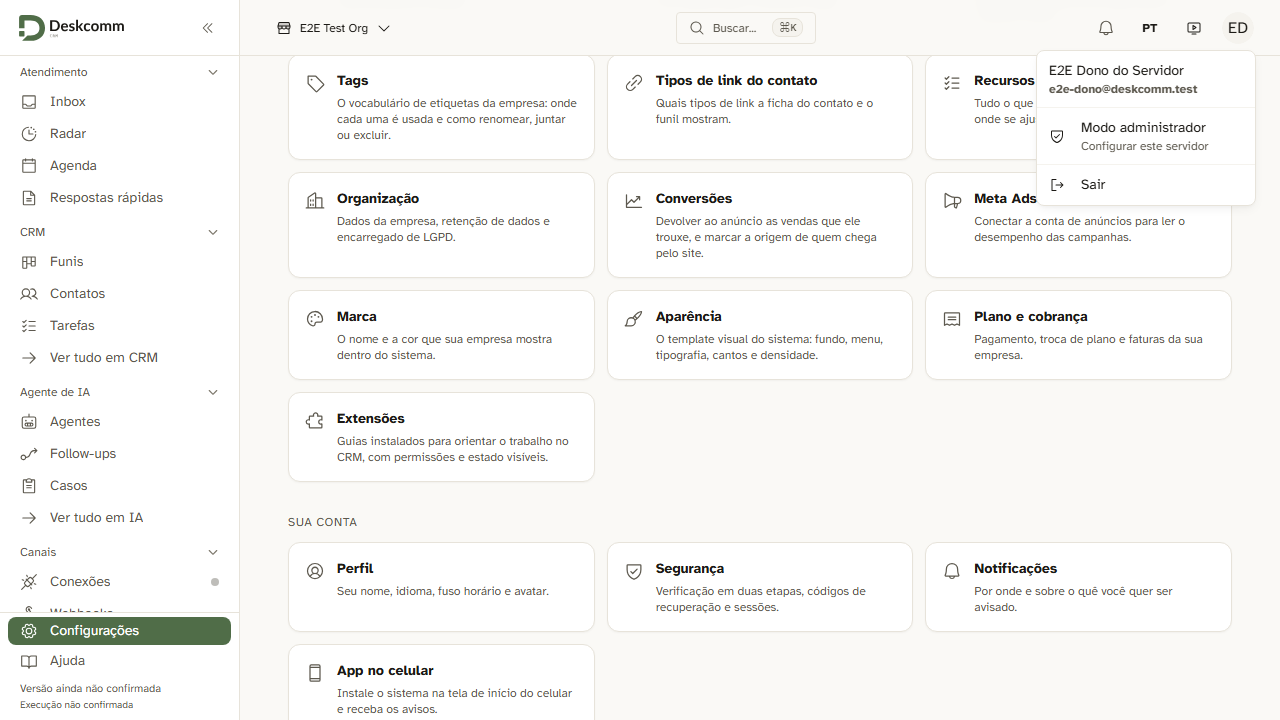 Deskcomm
E2E Test Org
Buscar...
⌘K
PT
ED
Atendimento
Inbox
Radar
Agenda
Respostas rápidas
CRM
Funis
Contatos
Tarefas
Ver tudo em CRM
Agente de IA
Agentes
Follow-ups
Casos
Ver tudo em IA
Canais
Conexões
Webhooks
Configurações
Ajuda
Versão ainda não confirmada
Execução não confirmada
Tags
O vocabulário de etiquetas da empresa: onde
cada uma é usada e como renomear, juntar
ou excluir.
Tipos de link do contato
Quais tipos de link a ficha do contato e o
funil mostram.
Recursos
Tudo o que
onde se aju
E2E Dono do Servidor
e2e-dono@deskcomm.test
Modo administrador
Configurar este servidor
Sair
Organização
Dados da empresa, retenção de dados e
encarregado de LGPD.
Conversões
Devolver ao anúncio as vendas que ele
trouxe, e marcar a origem de quem chega
pelo site.
Meta Ads
Conectar a conta de anúncios para ler o
desempenho das campanhas.
Marca
O nome e a cor que sua empresa mostra
dentro do sistema.
Aparência
O template visual do sistema: fundo, menu,
tipografia, cantos e densidade.
Plano e cobrança
Pagamento, troca de plano e faturas da sua
empresa.
Extensões
Guias instalados para orientar o trabalho no
CRM, com permissões e estado visíveis.
SUA CONTA
Perfil
Seu nome, idioma, fuso horário e avatar.
Segurança
Verificação em duas etapas, códigos de
recuperação e sessões.
Notificações
Por onde e sobre o quê você quer ser
avisado.
App no celular
Instale o sistema na tela de início do celular
e receba os avisos.